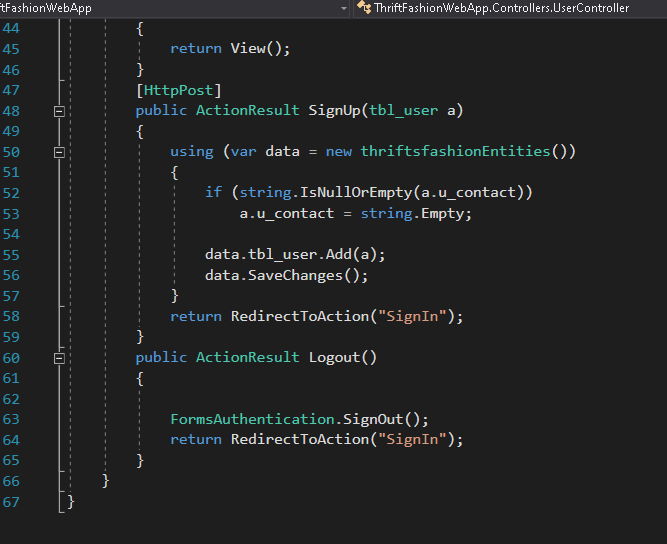 ftFashionWebApp ThriftFashionWebApp.Controllers.UserController
44 {
45 return View();
46 }
47 [HttpPost]
48 public ActionResult SignUp(tbl_user a)
49 {
50 using (var data = new thriftsfashionEntities())
51 {
52 if (string.IsNullOrEmpty(a.u_contact))
53 a.u_contact = string.Empty;
54
55 data.tbl_user.Add(a);
56 data.SaveChanges();
57 }
58 return RedirectToAction("SignIn");
59 }
60 public ActionResult Logout()
61 {
62
63 FormsAuthentication.SignOut();
64 return RedirectToAction("SignIn");
65 }
66 }
67 }